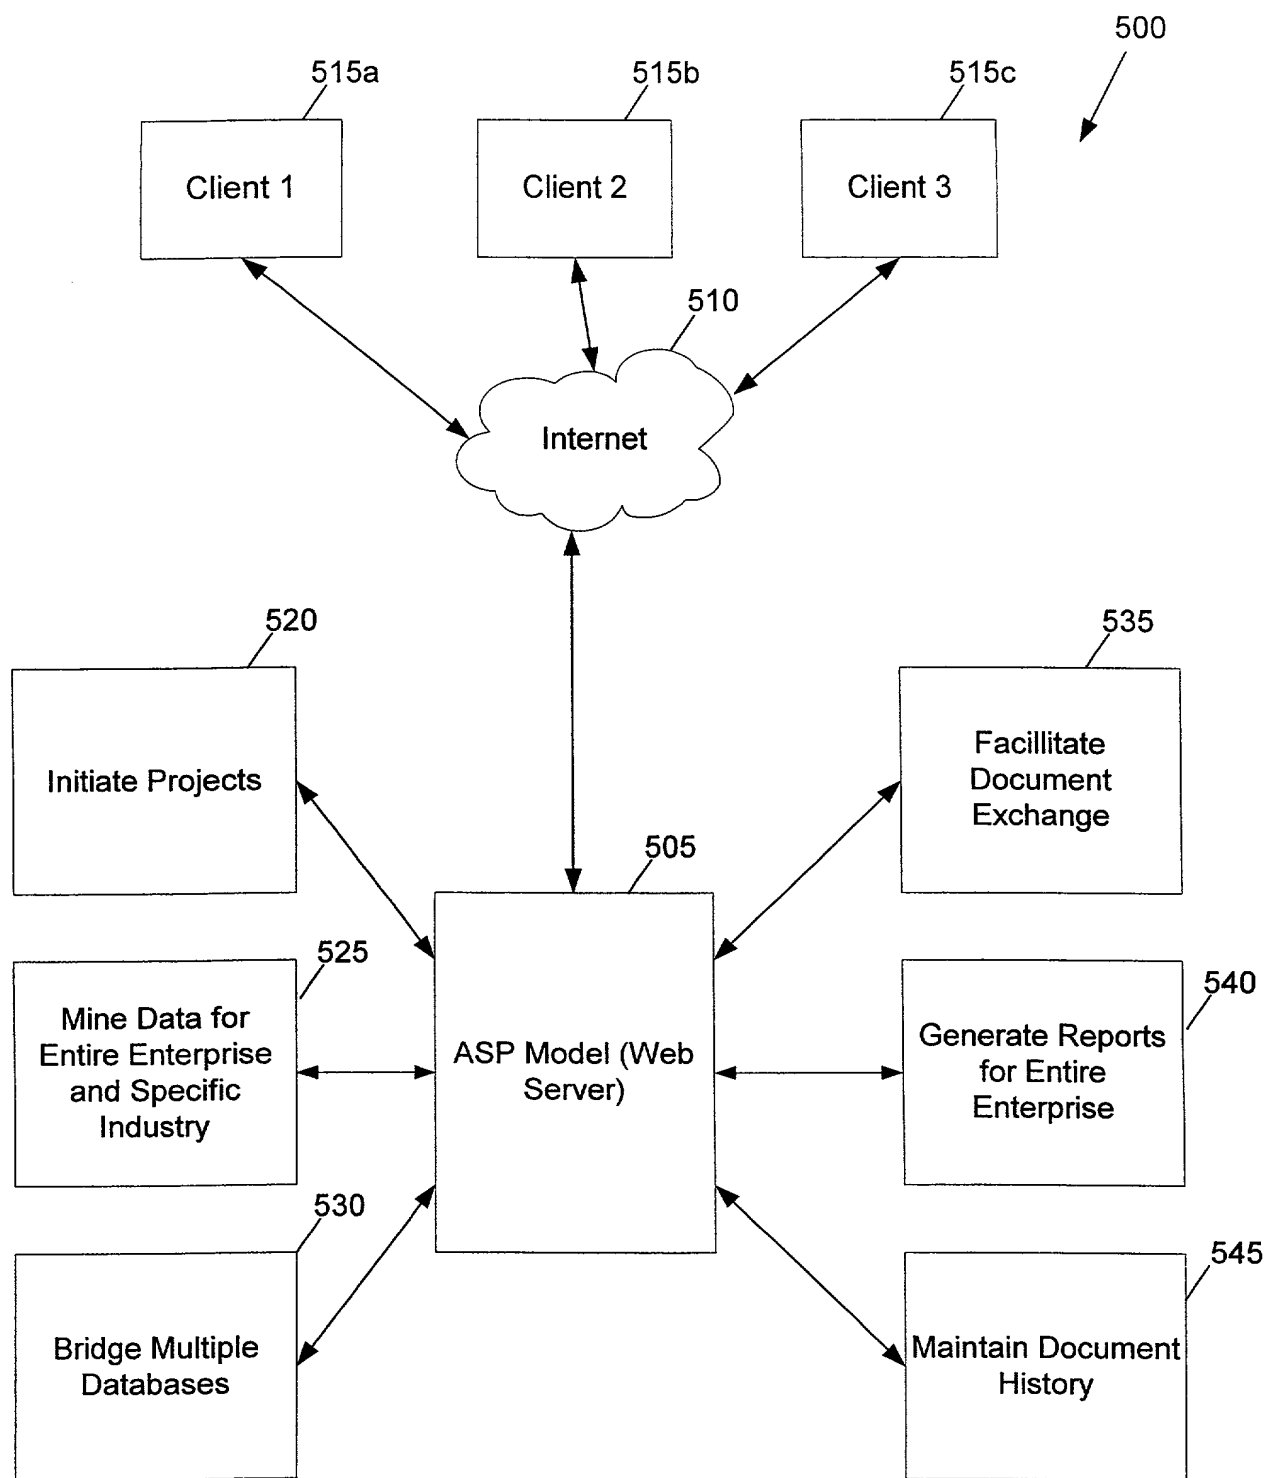 500
515a
515b
515c
Client 1
Client 2
Client 3
510
Internet
520
535
Initiate Projects
Facillitate
Document
Exchange
505
525
540
Mine Data for
Entire Enterprise
and Specific
Industry
ASP Model (Web
Server)
Generate Reports
for Entire
Enterprise
530
545
Bridge Multiple
Databases
Maintain Document
History